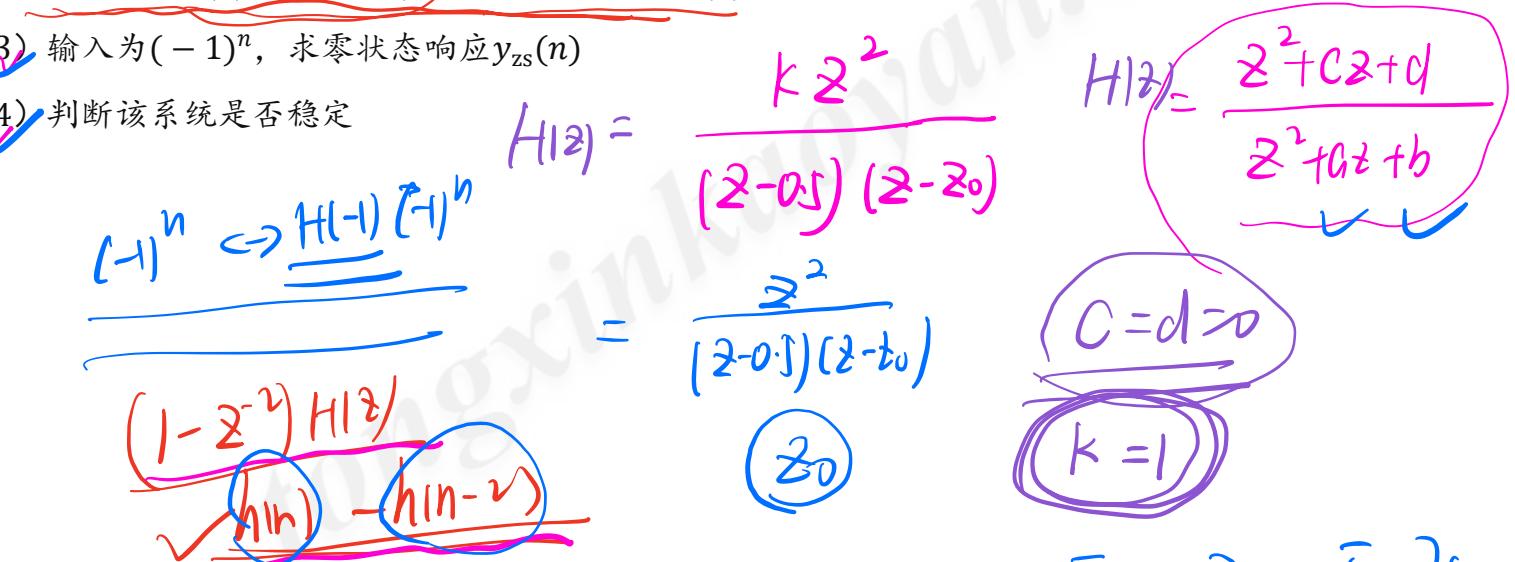 3）输入为(−1)ⁿ，求零状态响应y_zs(n)
4）判断该系统是否稳定
H(z) = kz² / (z-0.5)(z-z₀)
H(z) = z²+cz+d / z²+az+b
(-1)ⁿ ↔ H(-1)(-1)ⁿ
= z² / (z-0.5)(z-z₀)
c=d=0
(1-z⁻²)H(z)
z₀
k=1
h(n) - h(n-2)
tongxinkaoyan.